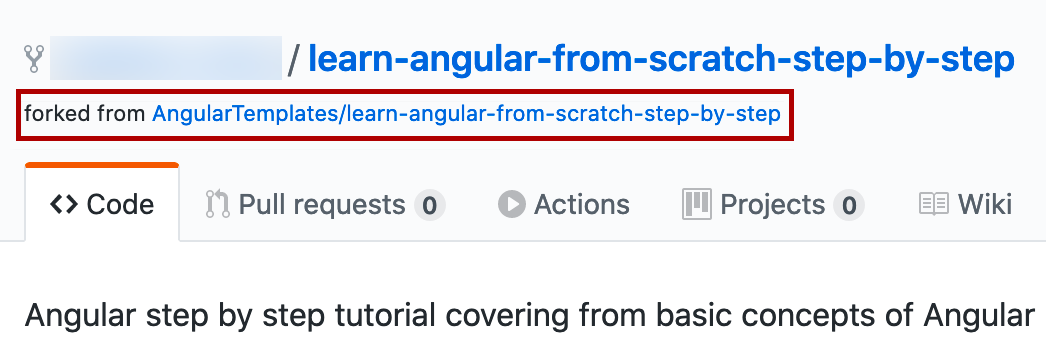 / learn-angular-from-scratch-step-by-step
forked from AngularTemplates/learn-angular-from-scratch-step-by-step
<> Code Pull requests 0 Actions Projects 0 Wiki
Angular step by step tutorial covering from basic concepts of Angular